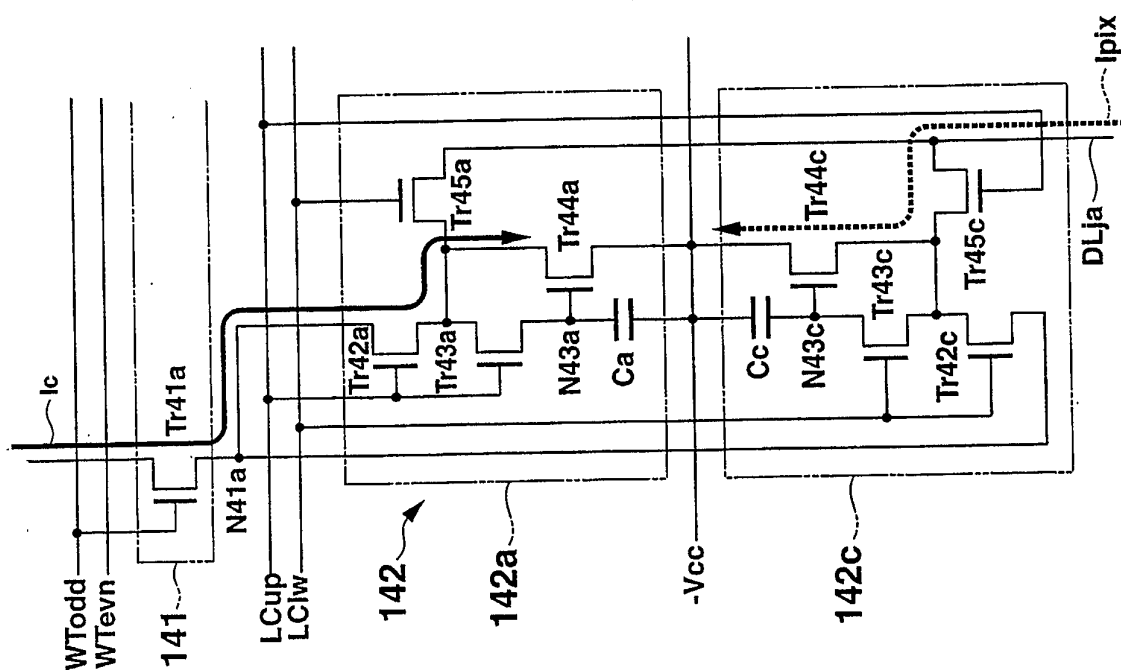 Ic
WTodd
WTevn
141
Tr41a
N41a
LCup
LClw
142
142a
Tr42a
Tr43a
Tr45a
Tr44a
N43a
Ca
-Vcc
142c
Cc
N43c
Tr44c
Tr43c
Tr42c
Tr45c
DLja
Ipix